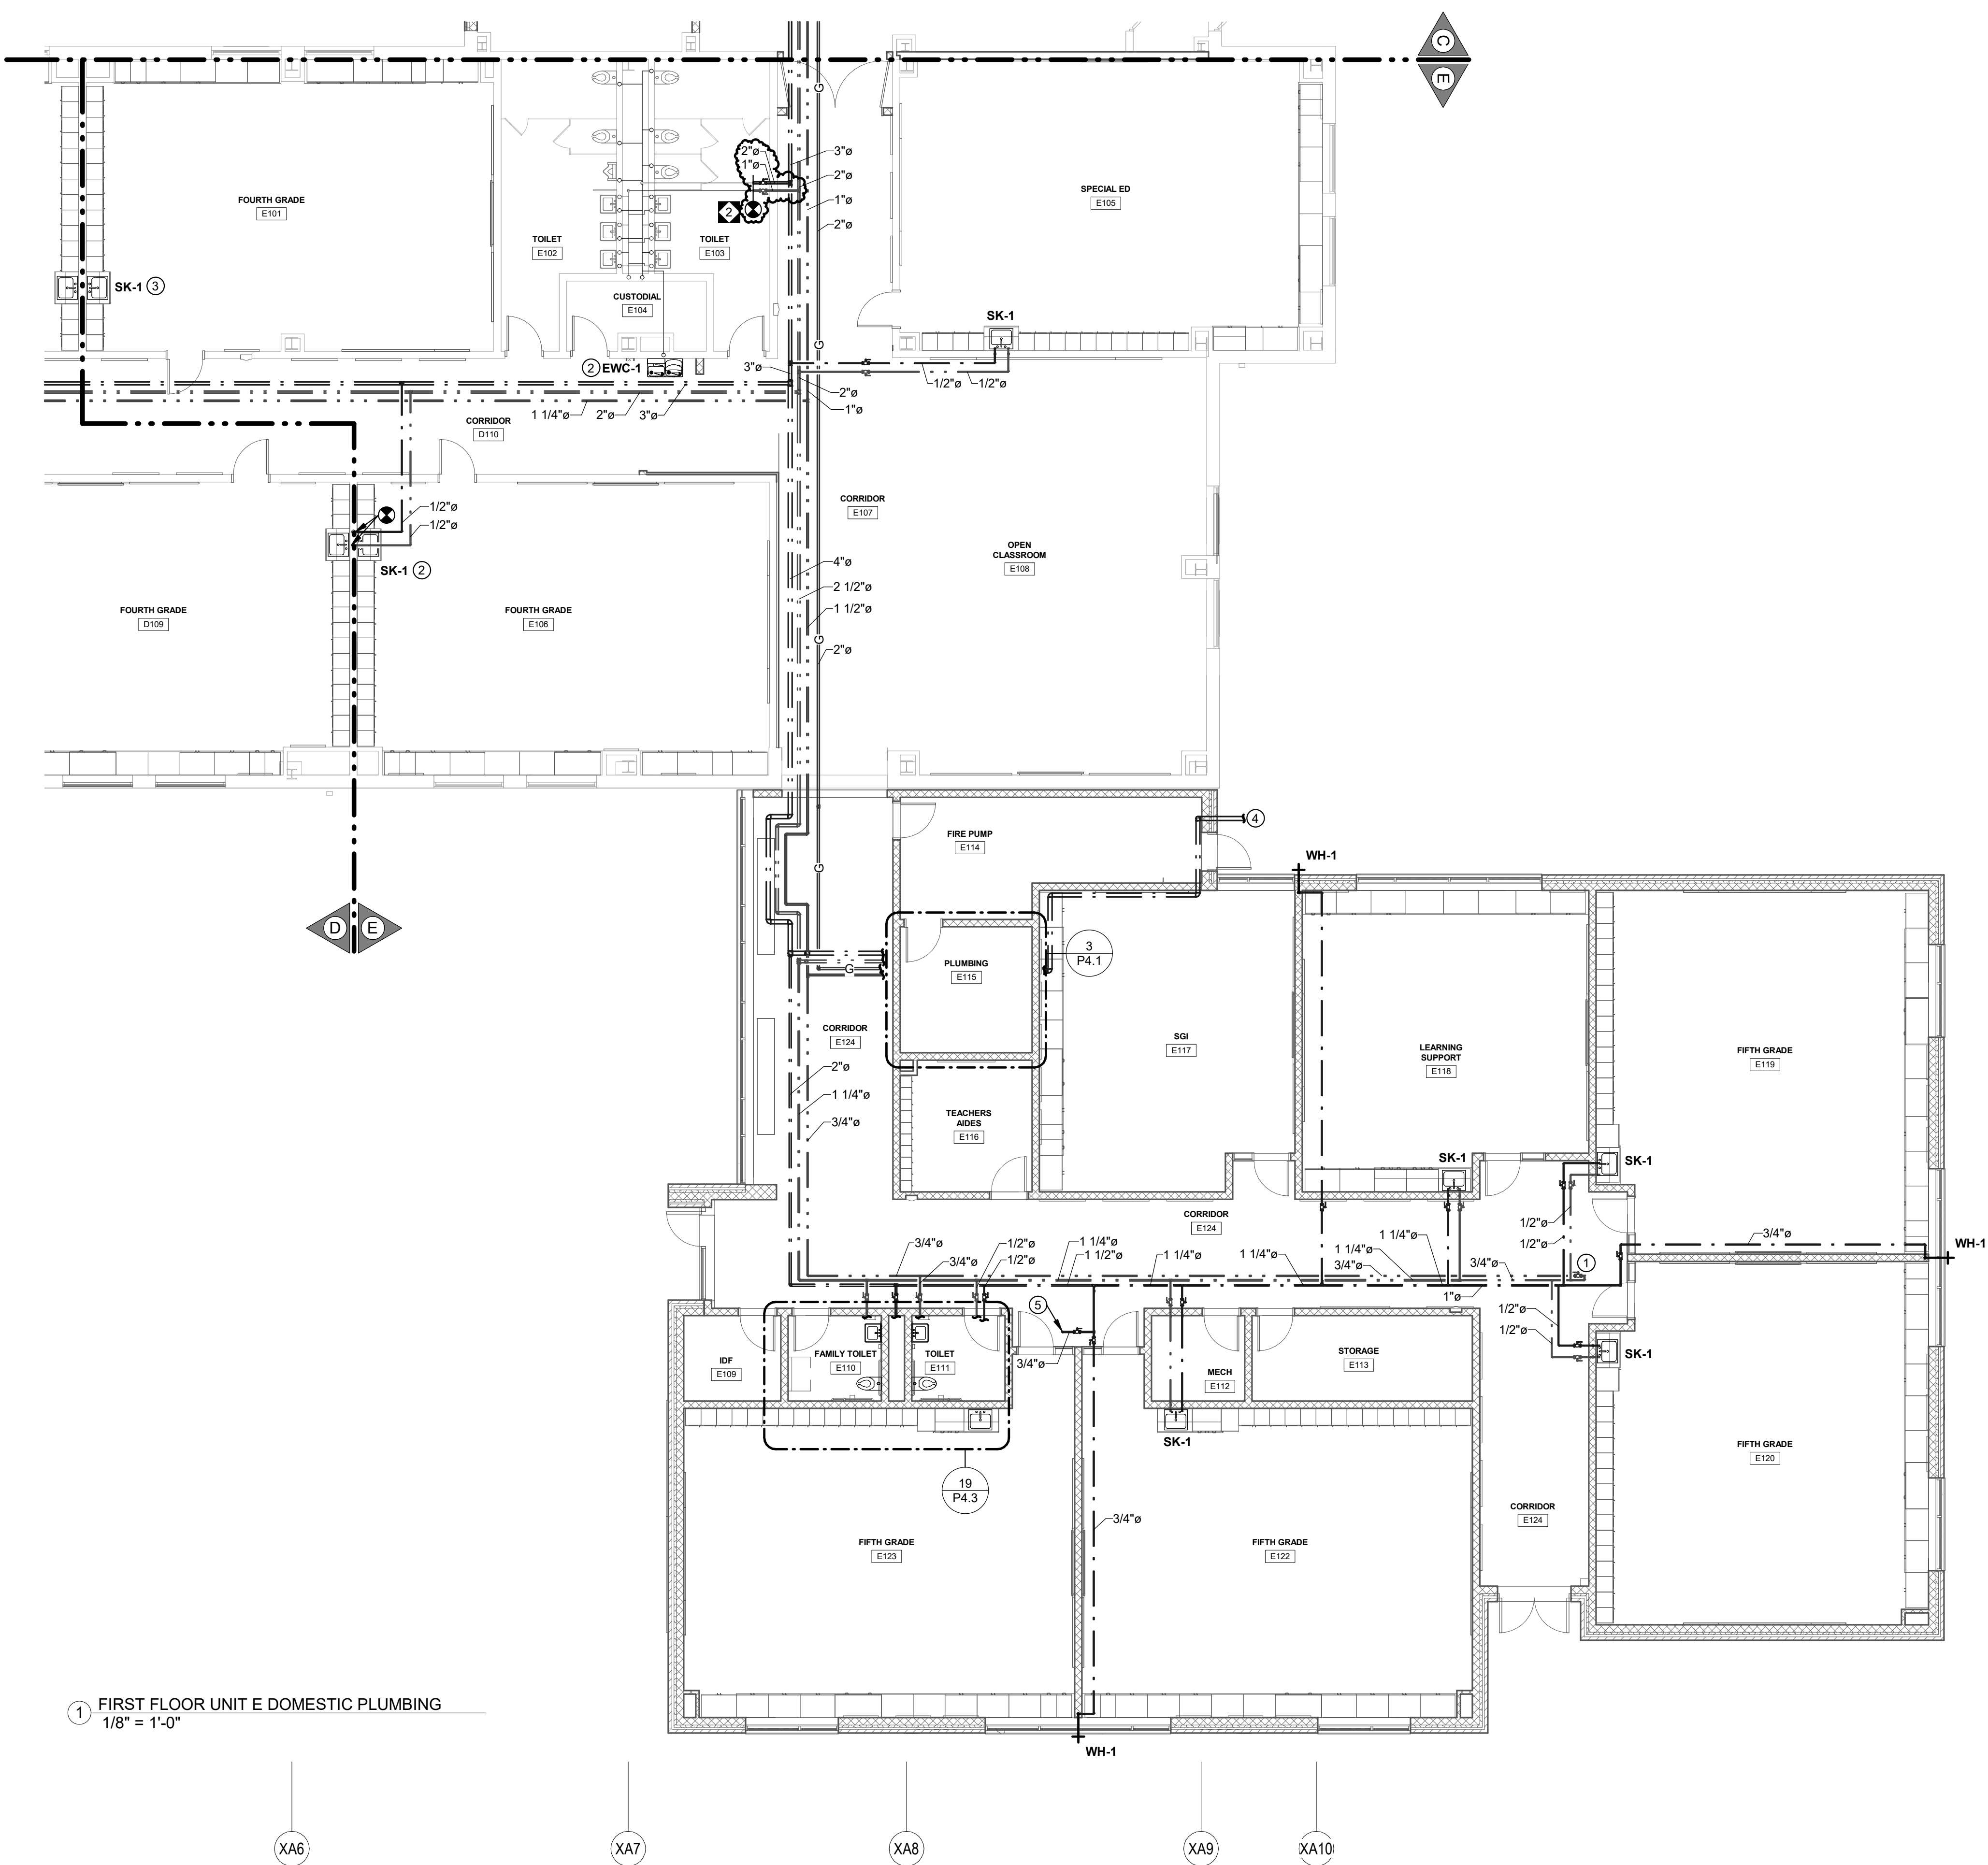 C
E
G
2"ø
1"ø
3"ø
2"ø
1"ø
2"ø
2
FOURTH GRADE
E101
SPECIAL ED
E105
TOILET
E102
TOILET
E103
SK-1 3
CUSTODIAL
E104
SK-1
G
2 EWC-1
3"ø
1/2"ø
1/2"ø
2"ø
1"ø
1 1/4"ø
2"ø
3"ø
CORRIDOR
D110
1/2"ø
1/2"ø
CORRIDOR
E107
OPEN
CLASSROOM
E108
4"ø
SK-1 2
2 1/2"ø
1 1/2"ø
FOURTH GRADE
D109
FOURTH GRADE
E106
G
2"ø
4
FIRE PUMP
E114
WH-1
G
D
E
3
P4.1
PLUMBING
E115
G
CORRIDOR
E124
SGI
E117
LEARNING
SUPPORT
E118
FIFTH GRADE
E119
2"ø
1 1/4"ø
3/4"ø
TEACHERS
AIDES
E116
SK-1
SK-1
CORRIDOR
E124
1/2"ø
1/2"ø
3/4"ø
WH-1
3/4"ø
3/4"ø
1/2"ø
1/2"ø
1 1/4"ø
1 1/2"ø
1 1/4"ø
1 1/4"ø
1 1/4"ø
1 1/4"ø
3/4"ø
3/4"ø
1
1"ø
1/2"ø
1/2"ø
5
3/4"ø
IDF
E109
FAMILY TOILET
E110
TOILET
E111
MECH
E112
STORAGE
E113
SK-1
SK-1
19
P4.3
FIFTH GRADE
E120
3/4"ø
CORRIDOR
E124
FIFTH GRADE
E123
FIFTH GRADE
E122
WH-1
1 FIRST FLOOR UNIT E DOMESTIC PLUMBING
1/8" = 1'-0"
XA6
XA7
XA8
XA9
XA10